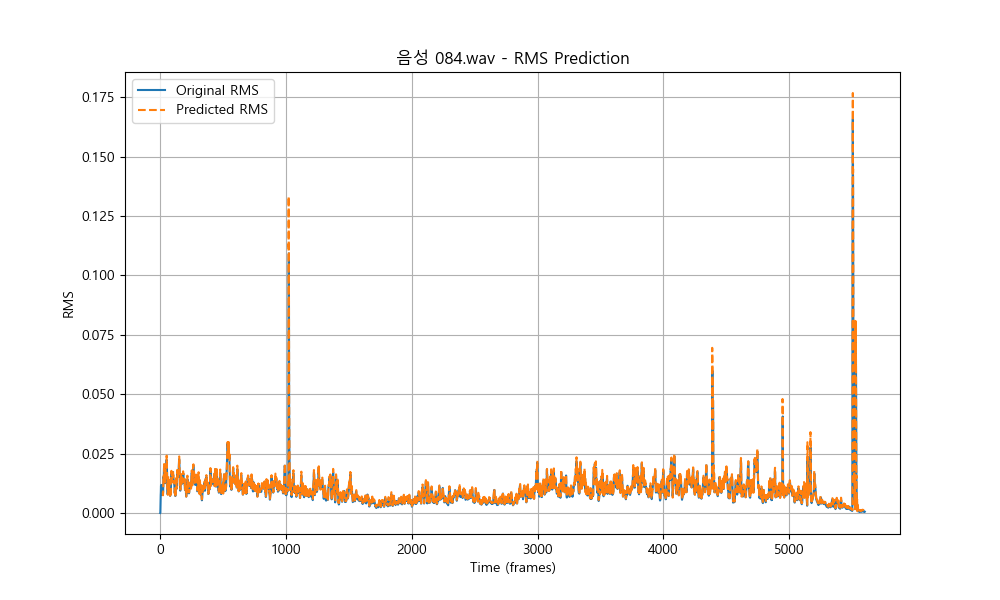 음성 084.wav - RMS Prediction
Original RMS
Predicted RMS
RMS
0.175
0.150
0.125
0.100
0.075
0.050
0.025
0.000
0 1000 2000 3000 4000 5000
Time (frames)